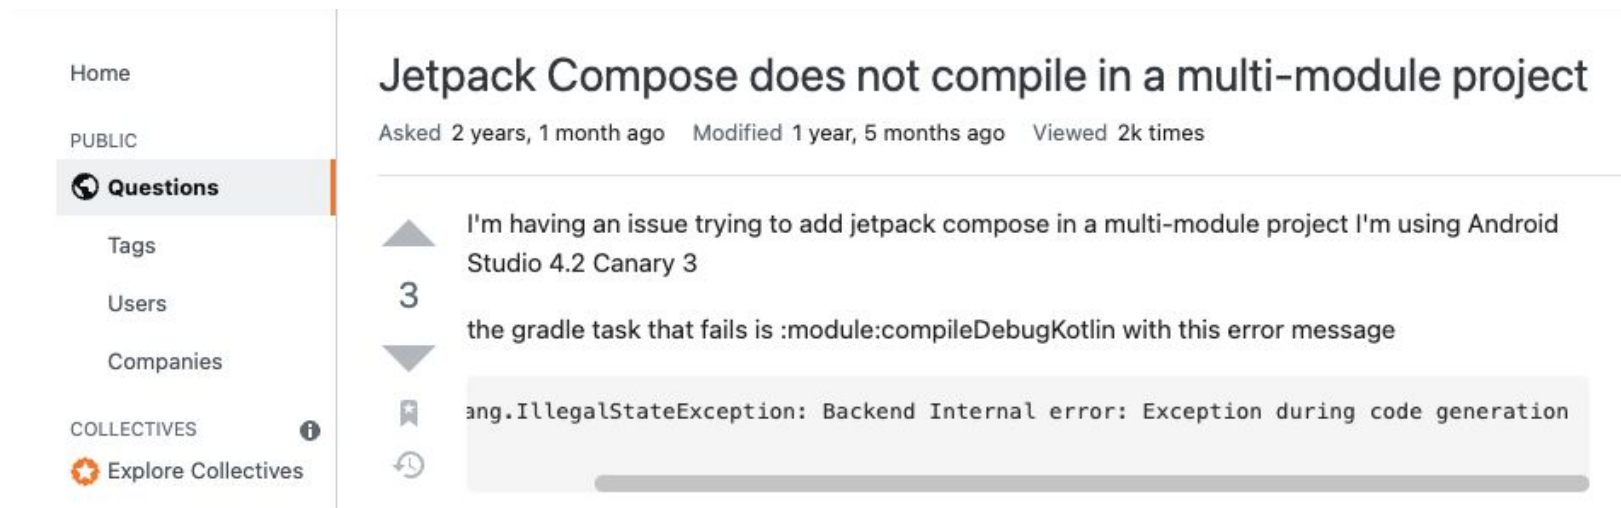 Home
PUBLIC
Questions
Tags
Users
Companies
COLLECTIVES
Explore Collectives
Jetpack Compose does not compile in a multi-module project
Asked 2 years, 1 month ago Modified 1 year, 5 months ago Viewed 2k times
3
I'm having an issue trying to add jetpack compose in a multi-module project I'm using Android
Studio 4.2 Canary 3
the gradle task that fails is :module:compileDebugKotlin with this error message
ang.IllegalStateException: Backend Internal error: Exception during code generation